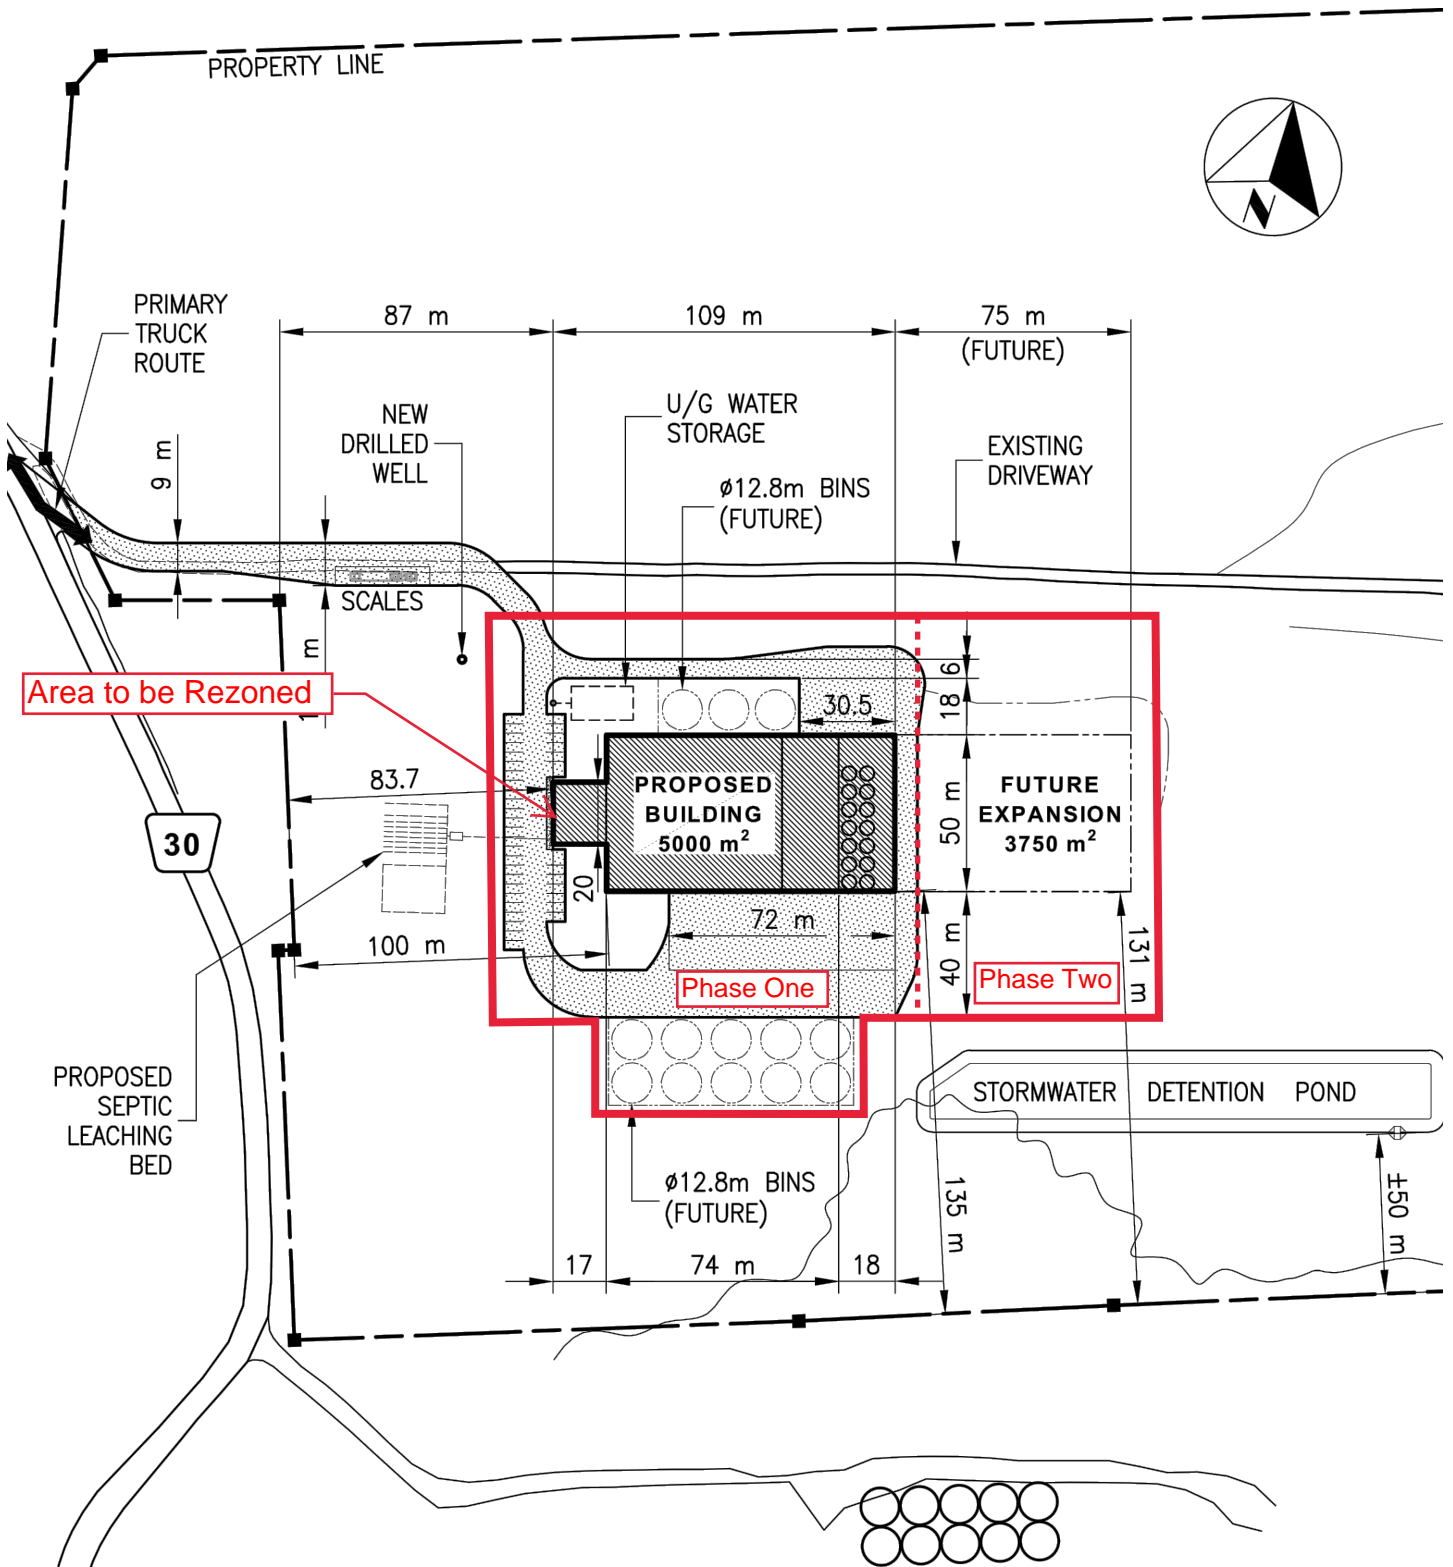 PROPERTY LINE
N
PRIMARY
TRUCK
ROUTE
87 m
109 m
75 m
(FUTURE)
9 m
NEW
DRILLED
WELL
U/G WATER
STORAGE
ø12.8m BINS
(FUTURE)
EXISTING
DRIVEWAY
SCALES
m
Area to be Rezoned
6
18
30.5
83.7
PROPOSED
BUILDING
5000 m²
FUTURE
EXPANSION
3750 m²
50 m
30
20
72 m
100 m
40 m
131 m
Phase One
Phase Two
PROPOSED
SEPTIC
LEACHING
BED
STORMWATER DETENTION POND
ø12.8m BINS
(FUTURE)
135 m
±50 m
17
74 m
18